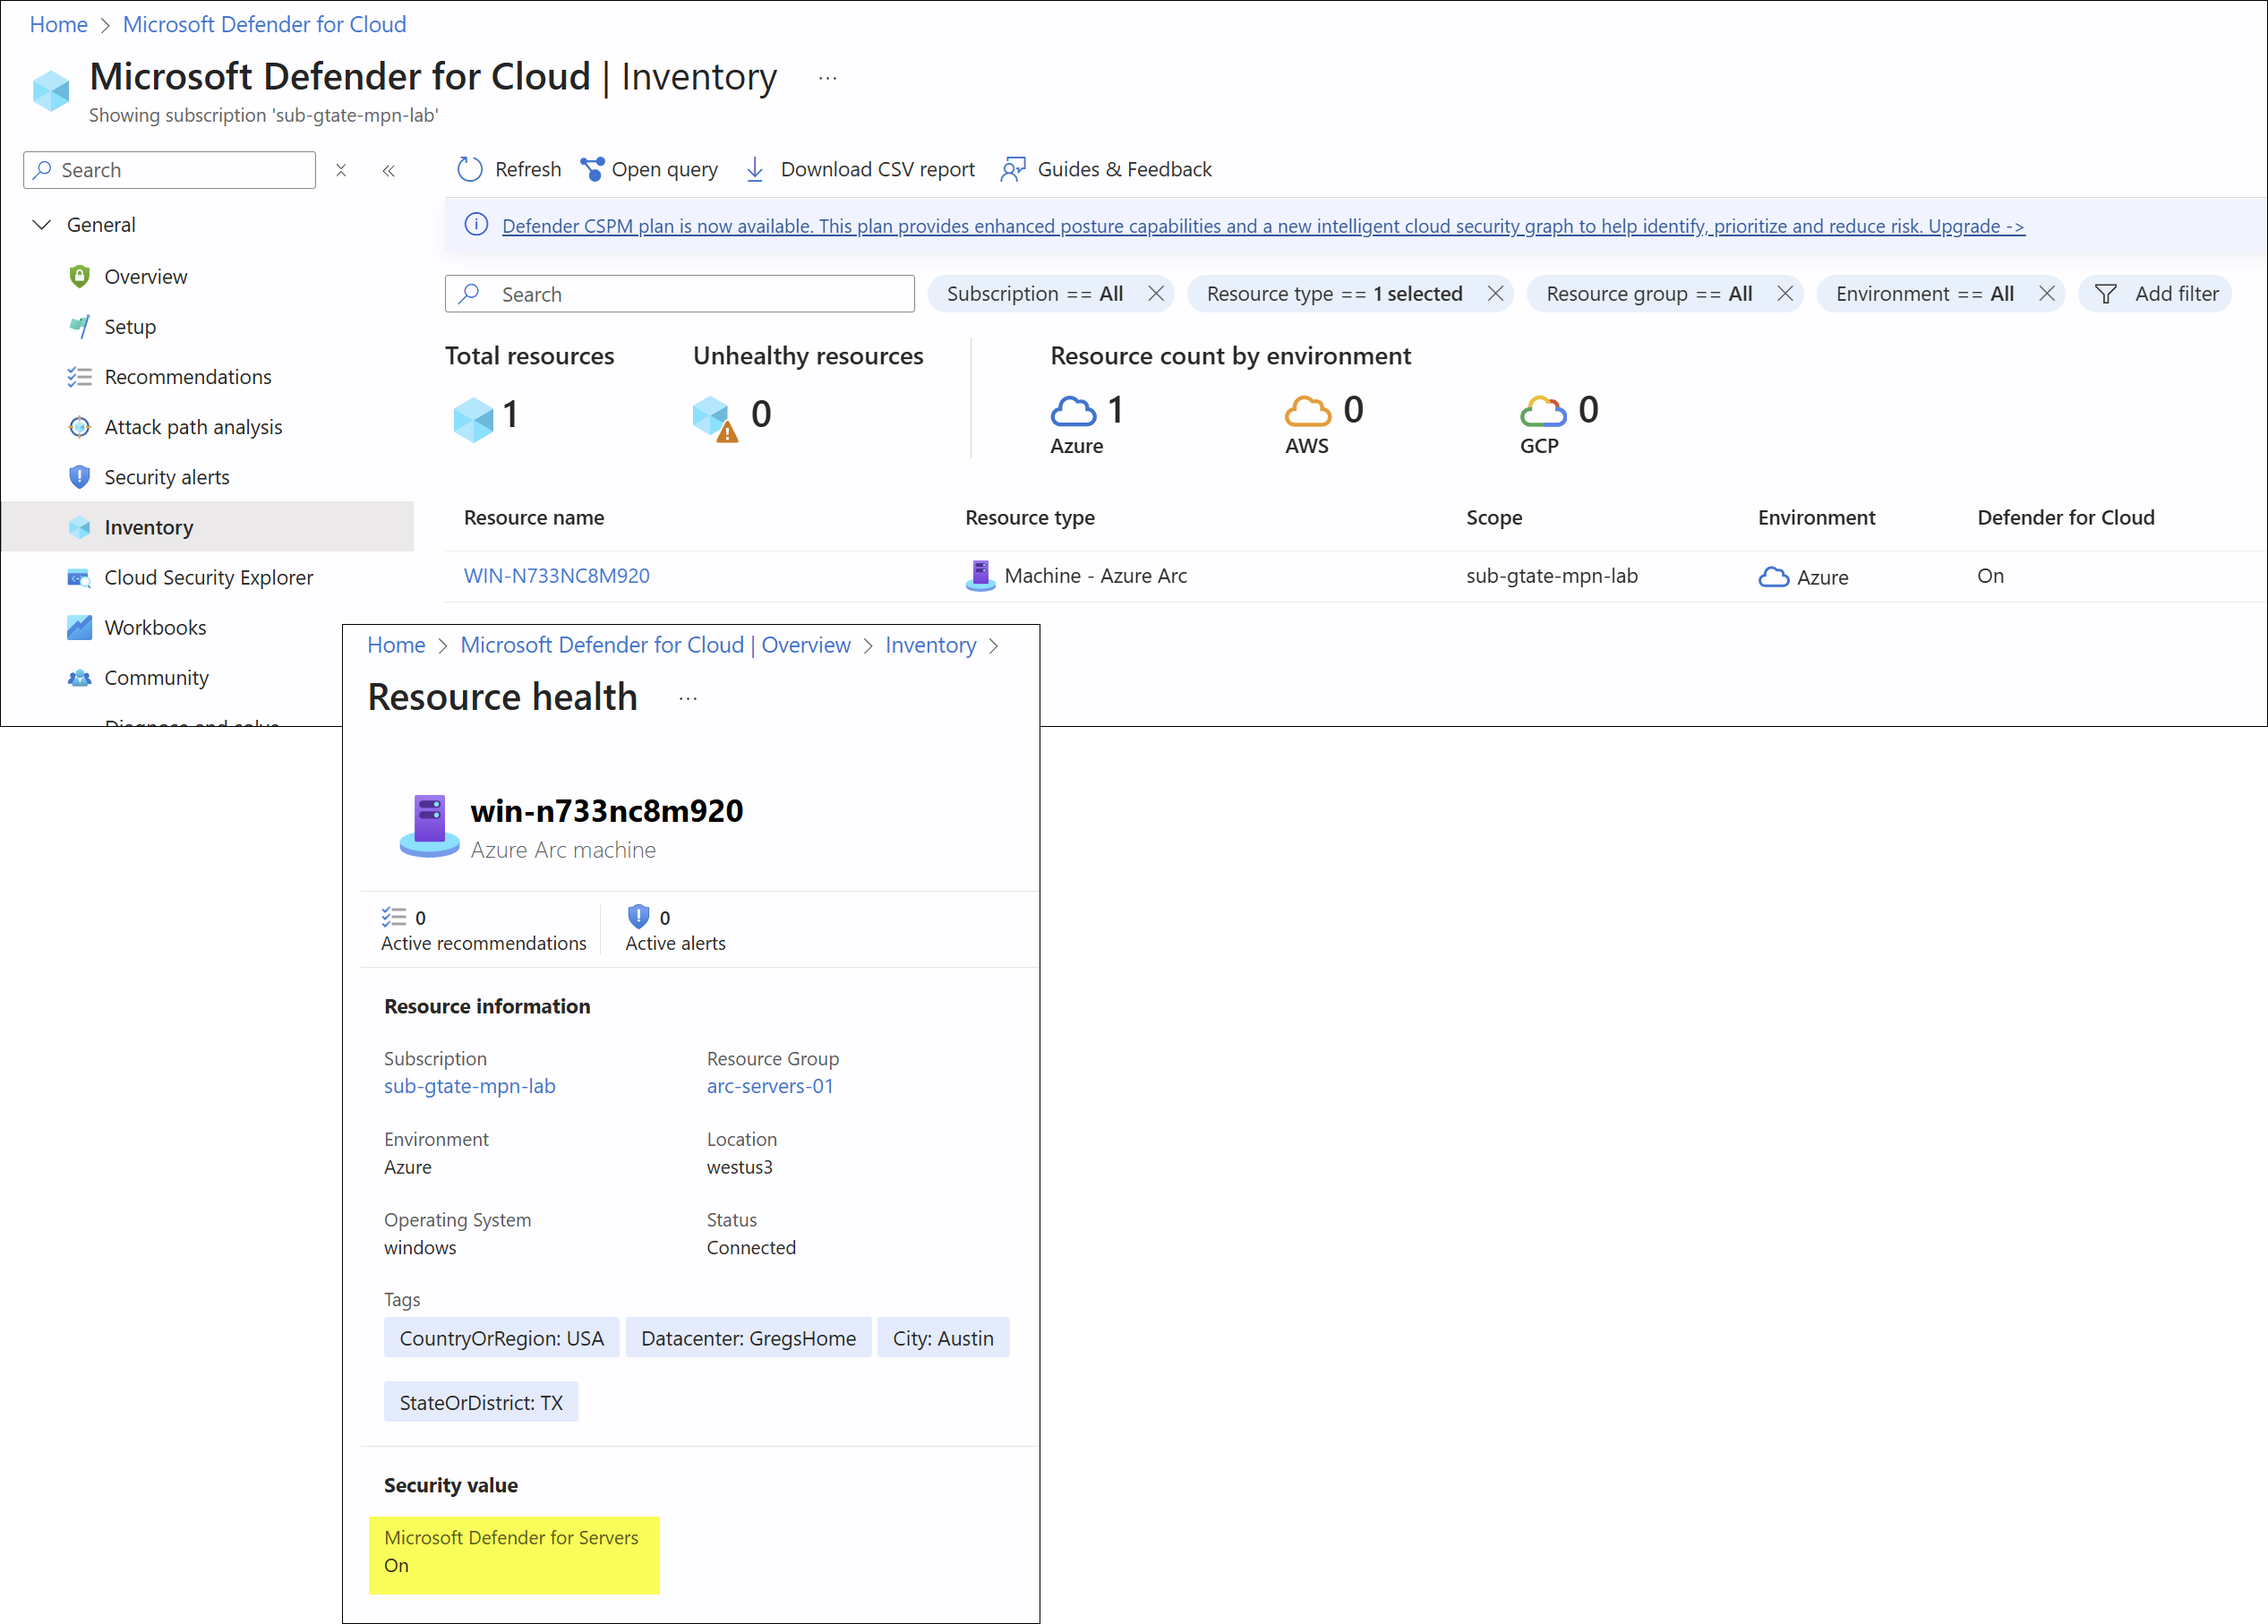 Home > Microsoft Defender for Cloud
Microsoft Defender for Cloud | Inventory ...
Showing subscription 'sub-gtate-mpn-lab'
Search
Refresh Open query Download CSV report Guides & Feedback
General
Overview
Setup
Recommendations
Attack path analysis
Security alerts
Inventory
Cloud Security Explorer
Workbooks
Community
Diagnose and solve
Defender CSPM plan is now available. This plan provides enhanced posture capabilities and a new intelligent cloud security graph to help identify, prioritize and reduce risk. Upgrade ->
Search Subscription == All Resource type == 1 selected Resource group == All Environment == All Add filter
Total resources Unhealthy resources Resource count by environment
1 0 1 0 0
Azure AWS GCP
Resource name Resource type Scope Environment Defender for Cloud
WIN-N733NC8M920 Machine - Azure Arc sub-gtate-mpn-lab Azure On
Home > Microsoft Defender for Cloud | Overview > Inventory >
Resource health ...
win-n733nc8m920
Azure Arc machine
0 0
Active recommendations Active alerts
Resource information
Subscription Resource Group
sub-gtate-mpn-lab arc-servers-01
Environment Location
Azure westus3
Operating System Status
windows Connected
Tags
CountryOrRegion: USA Datacenter: GregsHome City: Austin
StateOrDistrict: TX
Security value
Microsoft Defender for Servers
On